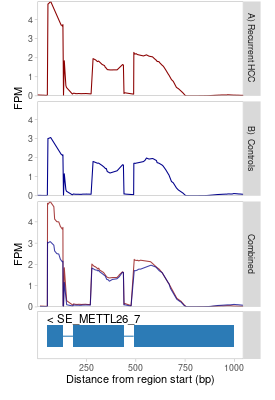 4
3
2
1
0
A) Recurrent HCC
FPM
4
3
2
1
0
B) Controls
4
3
2
1
0
FPM
Combined
< SE_METTL26_7
250
500
750
1000
Distance from region start (bp)